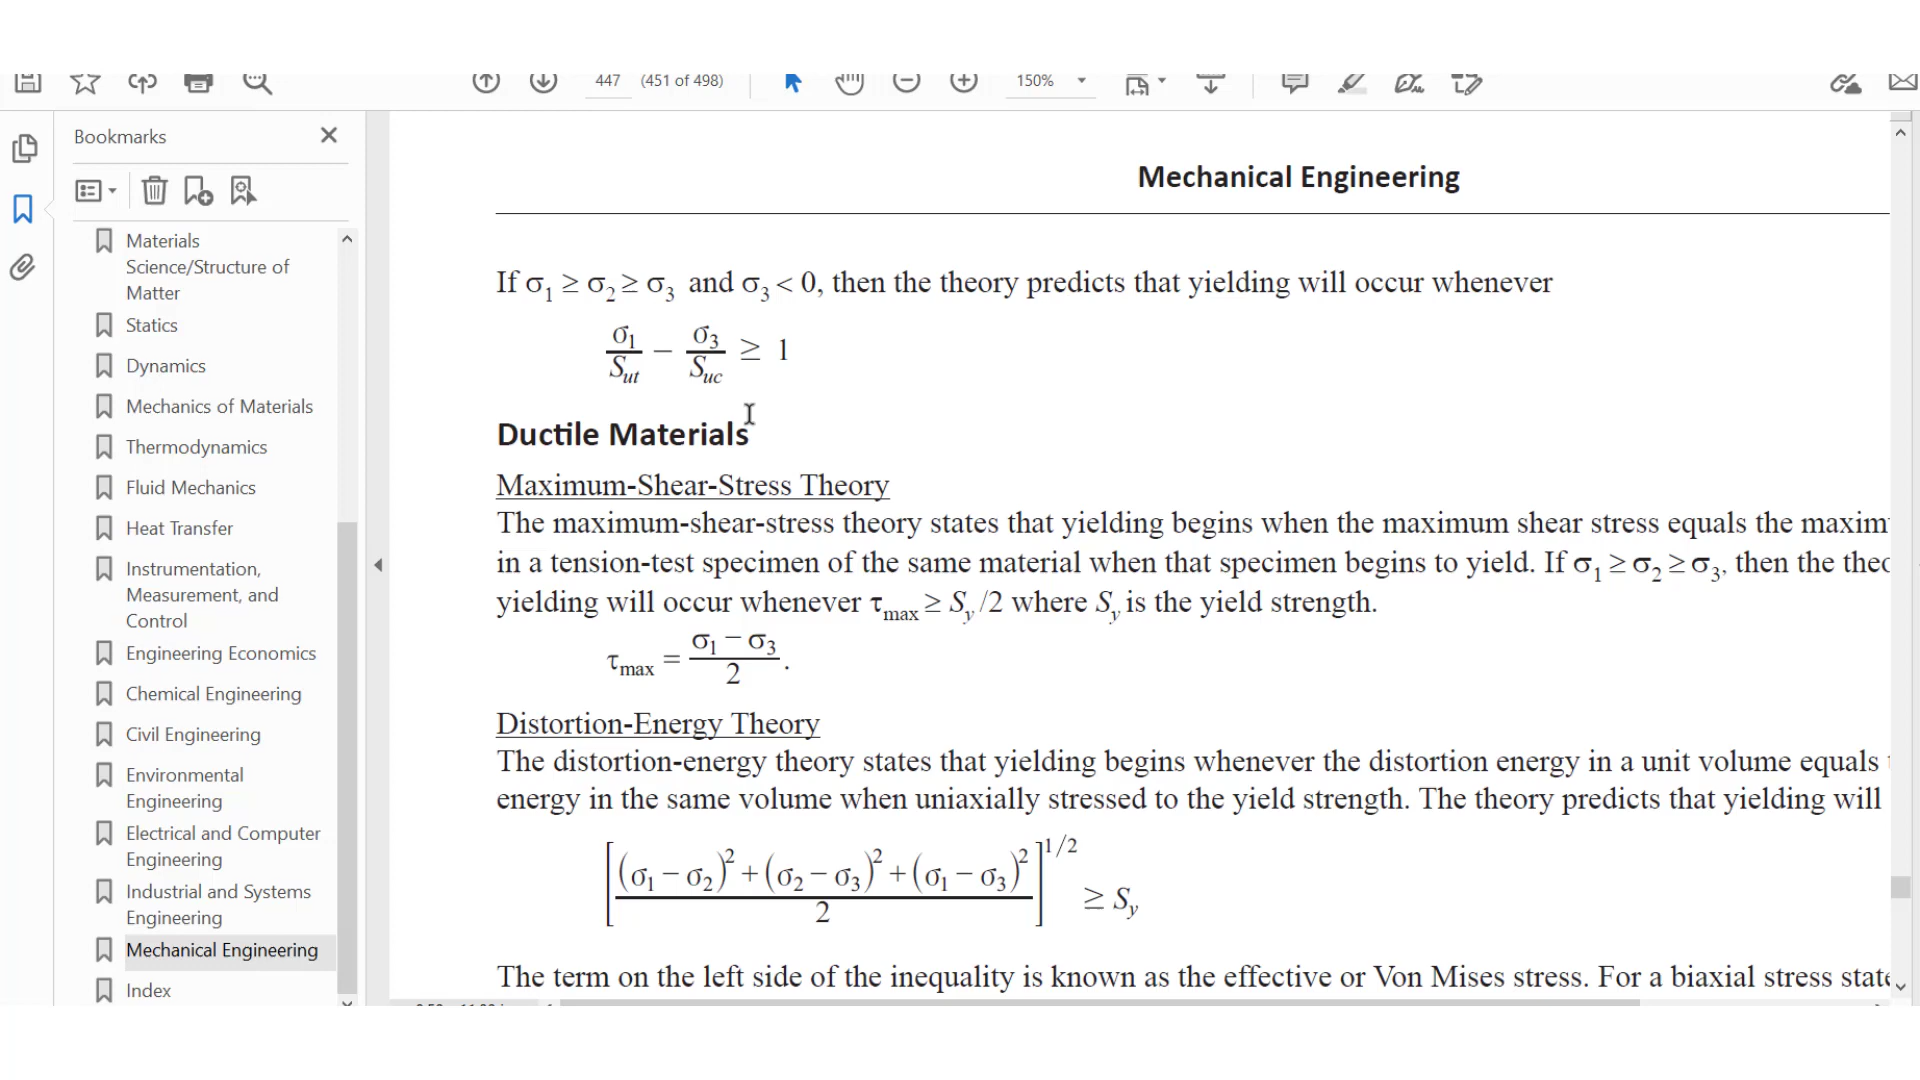 447 (451 of 498) 150%
Bookmarks
Materials
Science/Structure of
Matter
Statics
Dynamics
Mechanics of Materials
Thermodynamics
Fluid Mechanics
Heat Transfer
Instrumentation,
Measurement, and
Control
Engineering Economics
Chemical Engineering
Civil Engineering
Environmental
Engineering
Electrical and Computer
Engineering
Industrial and Systems
Engineering
Mechanical Engineering
Index
Mechanical Engineering
If σ₁ ≥ σ₂ ≥ σ₃ and σ₃ < 0, then the theory predicts that yielding will occur whenever
σ₁/S_ut − σ₃/S_uc ≥ 1
Ductile Materials
Maximum-Shear-Stress Theory
The maximum-shear-stress theory states that yielding begins when the maximum shear stress equals the maxim
in a tension-test specimen of the same material when that specimen begins to yield. If σ₁ ≥ σ₂ ≥ σ₃, then the theo
yielding will occur whenever τ_max ≥ S_y /2 where S_y is the yield strength.
τ_max = (σ₁ − σ₃)/2 .
Distortion-Energy Theory
The distortion-energy theory states that yielding begins whenever the distortion energy in a unit volume equals
energy in the same volume when uniaxially stressed to the yield strength. The theory predicts that yielding will
[((σ₁ − σ₂)² + (σ₂ − σ₃)² + (σ₁ − σ₃)²)/2]^1/2 ≥ S_y
The term on the left side of the inequality is known as the effective or Von Mises stress. For a biaxial stress state